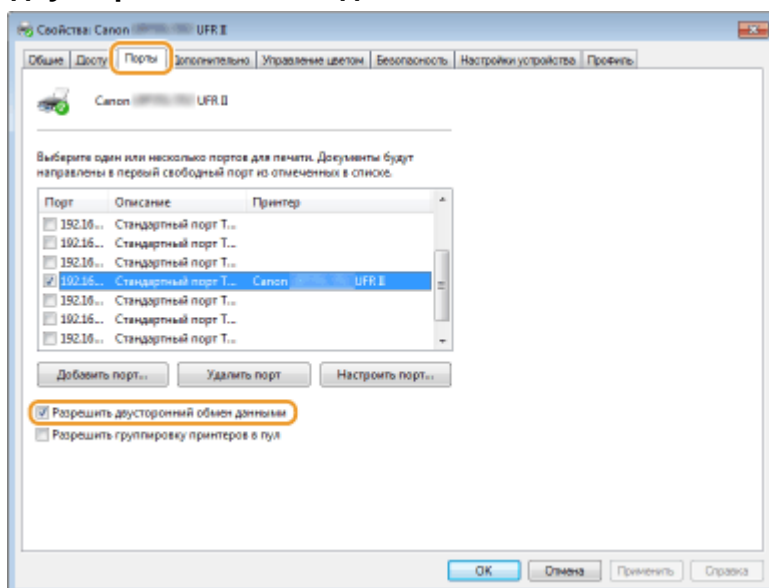 Свойства: Canon UFR II
Общие Досту Порты Дополнительно Управление цветом Безопасность Настройки устройства Профиль
Canon UFR II
Выберите один или несколько портов для печати. Документы будут
направлены в первый свободный порт из отмеченных в списке.
Порт Описание Принтер
192.16... Стандартный порт T...
192.16... Стандартный порт T...
192.16... Стандартный порт T...
192.16... Стандартный порт T... Canon UFR II
192.16... Стандартный порт T...
192.16... Стандартный порт T...
192.16... Стандартный порт T...
Добавить порт... Удалить порт Настроить порт...
Разрешить двусторонний обмен данными
Разрешить группировку принтеров в пул
OK Отмена Применить Справка